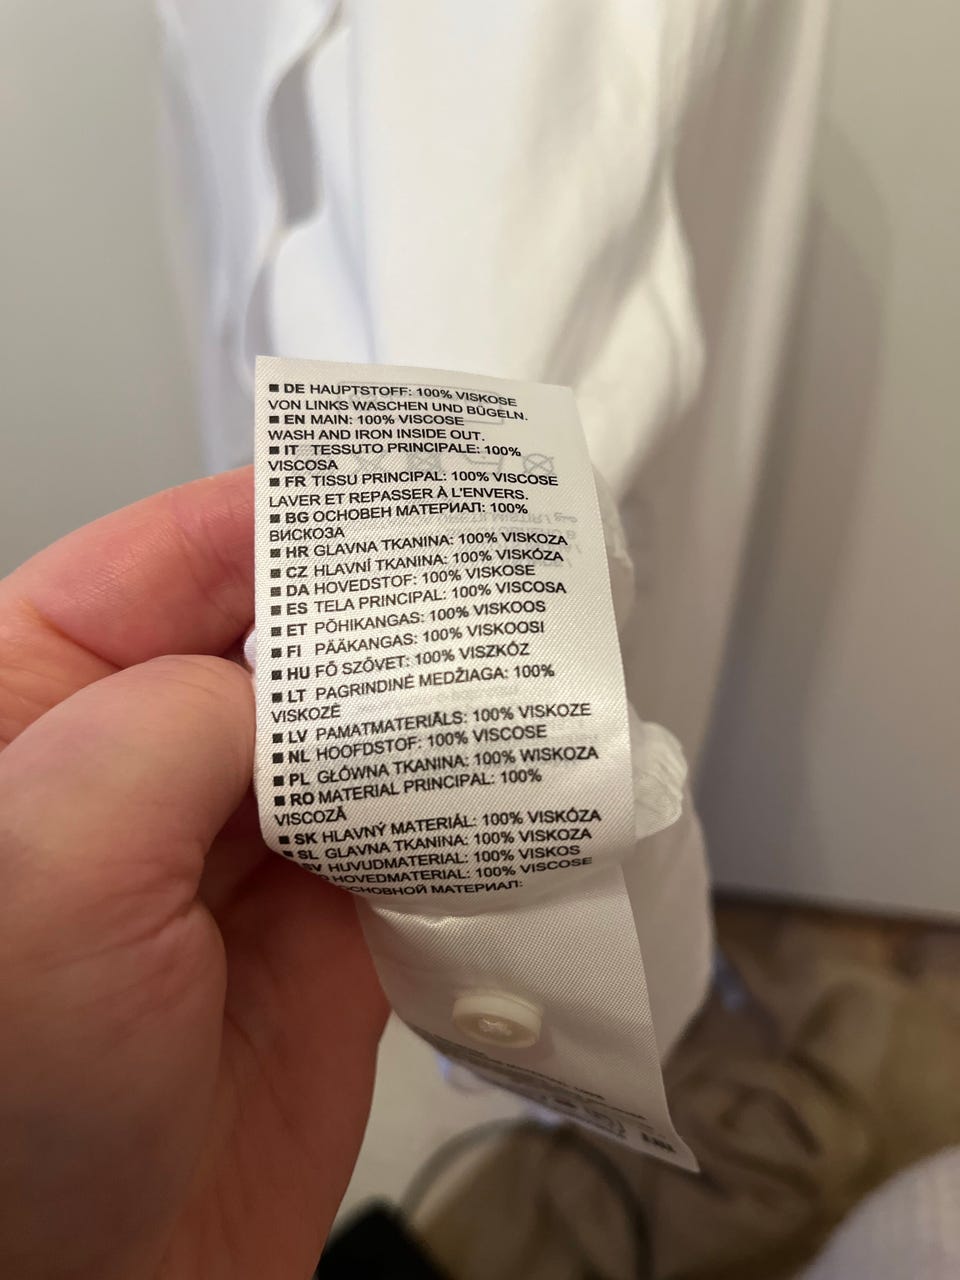 ■ DE HAUPTSTOFF: 100% VISKOSE
VON LINKS WASCHEN UND BÜGELN.
■ EN MAIN: 100% VISCOSE
WASH AND IRON INSIDE OUT.
■ IT TESSUTO PRINCIPALE: 100%
VISCOSA
■ FR TISSU PRINCIPAL: 100% VISCOSE
LAVER ET REPASSER À L'ENVERS.
■ BG ОСНОВЕН МАТЕРИАЛ: 100%
ВИСКОЗА
■ HR GLAVNA TKANINA: 100% VISKOZA
■ CZ HLAVNÍ TKANINA: 100% VISKÓZA
■ DA HOVEDSTOF: 100% VISKOSE
■ ES TELA PRINCIPAL: 100% VISCOSA
■ ET PÕHIKANGAS: 100% VISKOOS
■ FI PÄÄKANGAS: 100% VISKOOSI
■ HU FŐ SZŐVET: 100% VISZKÓZ
■ LT PAGRINDINĖ MEDŽIAGA: 100%
VISKOZĖ
■ LV PAMATMATERIĀLS: 100% VISKOZE
■ NL HOOFDSTOF: 100% VISCOSE
■ PL GŁÓWNA TKANINA: 100% WISKOZA
■ RO MATERIAL PRINCIPAL: 100%
VISCOZĂ
■ SK HLAVNÝ MATERIÁL: 100% VISKÓZA
■ SL GLAVNA TKANINA: 100% VISKOZA
SV HUVUDMATERIAL: 100% VISKOS
HOVEDMATERIAL: 100% VISCOSE
ОСНОВНОЙ МАТЕРИАЛ: